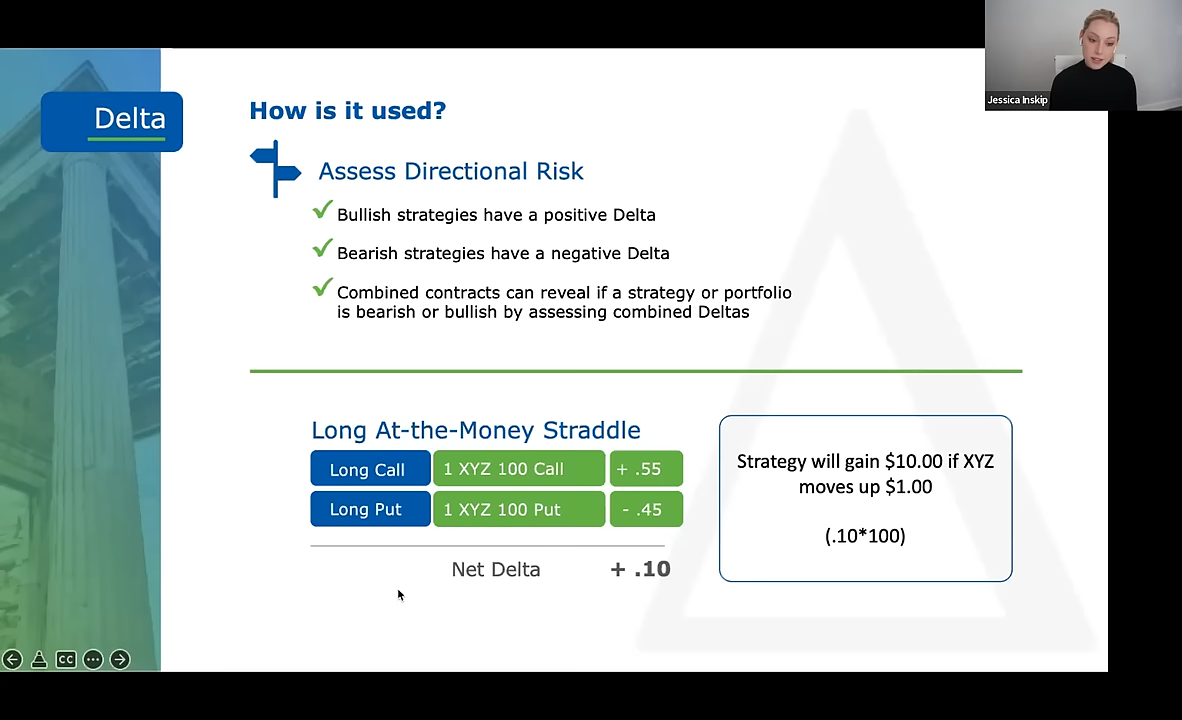 Jessica Inskip
Delta
How is it used?
Assess Directional Risk
Bullish strategies have a positive Delta
Bearish strategies have a negative Delta
Combined contracts can reveal if a strategy or portfolio
is bearish or bullish by assessing combined Deltas
Long At-the-Money Straddle
Long Call 1 XYZ 100 Call + .55
Long Put 1 XYZ 100 Put - .45
Net Delta + .10
Strategy will gain $10.00 if XYZ
moves up $1.00
(.10*100)
CC